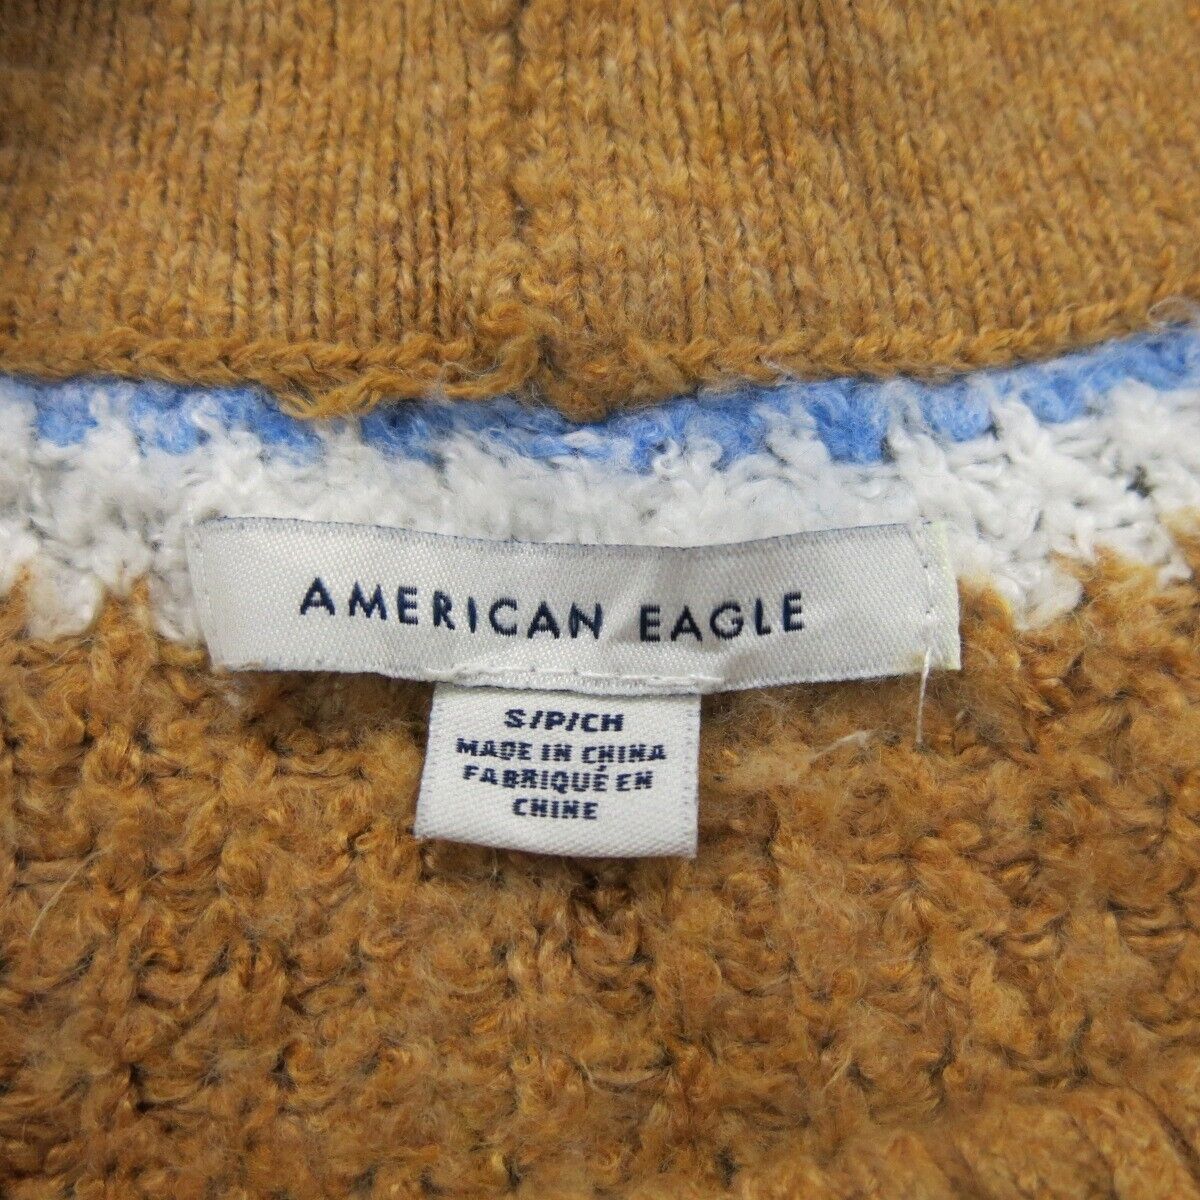 AMERICAN EAGLE
S/P/CH
MADE IN CHINA
FABRIQUÉ EN
CHINE